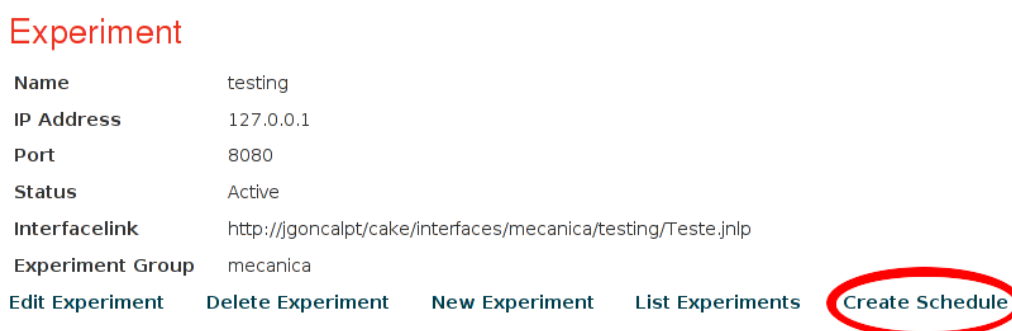 Experiment
Name testing
IP Address 127.0.0.1
Port 8080
Status Active
Interfacelink http://jgoncalpt/cake/interfaces/mecanica/testing/Teste.jnlp
Experiment Group mecanica
Edit Experiment Delete Experiment New Experiment List Experiments Create Schedule